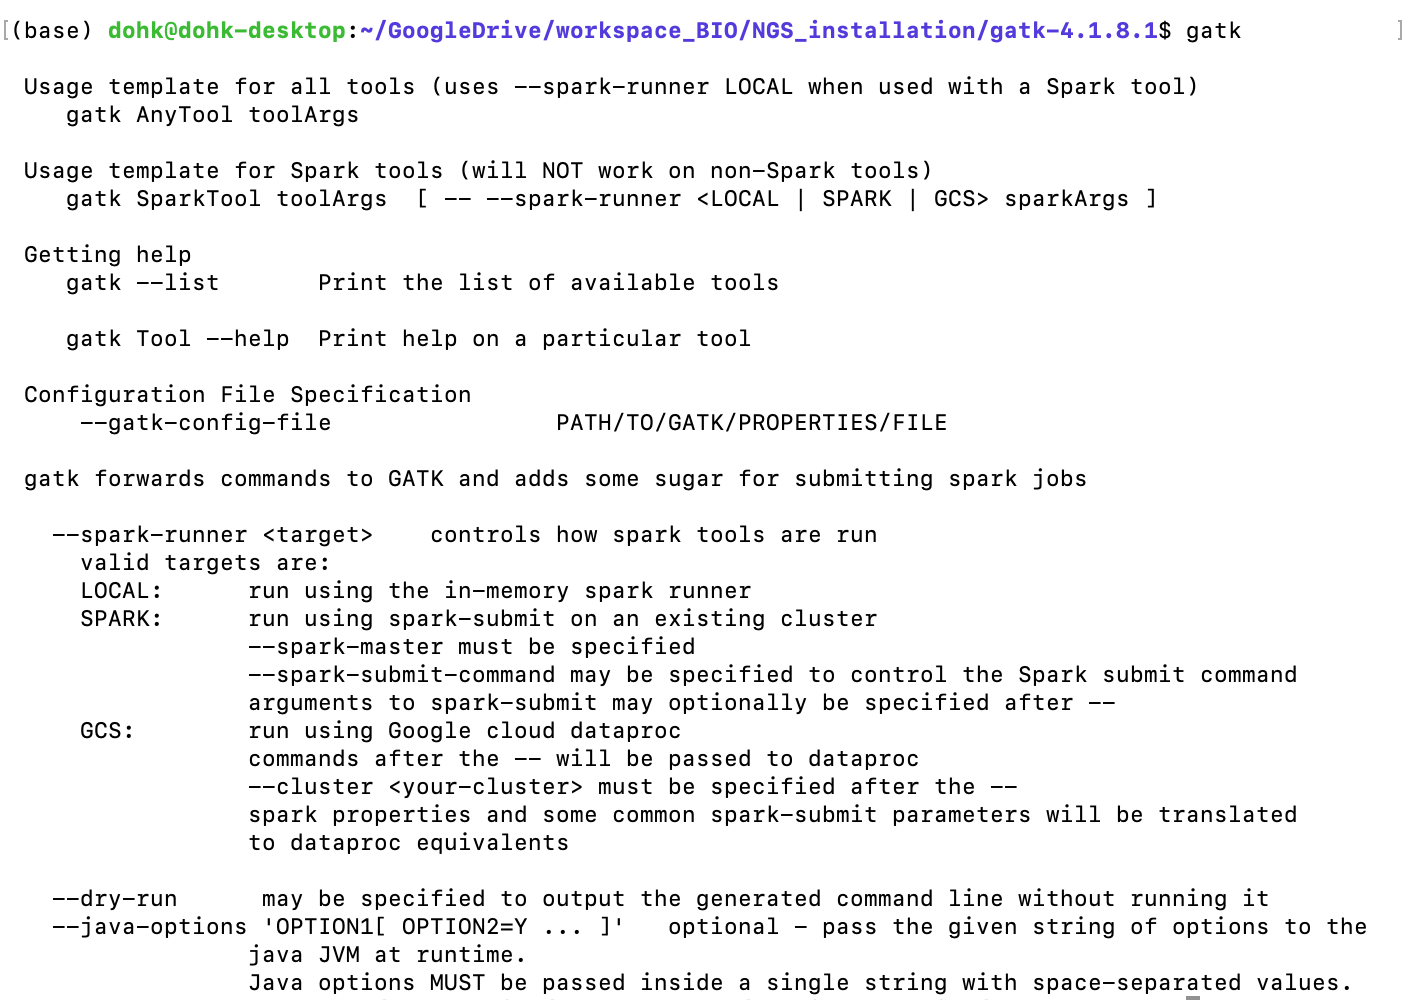 [(base) dohk@dohk-desktop:~/GoogleDrive/workspace_BIO/NGS_installation/gatk-4.1.8.1$ gatk ]
Usage template for all tools (uses --spark-runner LOCAL when used with a Spark tool)
gatk AnyTool toolArgs
Usage template for Spark tools (will NOT work on non-Spark tools)
gatk SparkTool toolArgs [ -- --spark-runner <LOCAL | SPARK | GCS> sparkArgs ]
Getting help
gatk --list Print the list of available tools
gatk Tool --help Print help on a particular tool
Configuration File Specification
--gatk-config-file PATH/TO/GATK/PROPERTIES/FILE
gatk forwards commands to GATK and adds some sugar for submitting spark jobs
--spark-runner <target> controls how spark tools are run
valid targets are:
LOCAL: run using the in-memory spark runner
SPARK: run using spark-submit on an existing cluster
--spark-master must be specified
--spark-submit-command may be specified to control the Spark submit command
arguments to spark-submit may optionally be specified after --
GCS: run using Google cloud dataproc
commands after the -- will be passed to dataproc
--cluster <your-cluster> must be specified after the --
spark properties and some common spark-submit parameters will be translated
to dataproc equivalents
--dry-run may be specified to output the generated command line without running it
--java-options 'OPTION1[ OPTION2=Y ... ]' optional - pass the given string of options to the
java JVM at runtime.
Java options MUST be passed inside a single string with space-separated values.